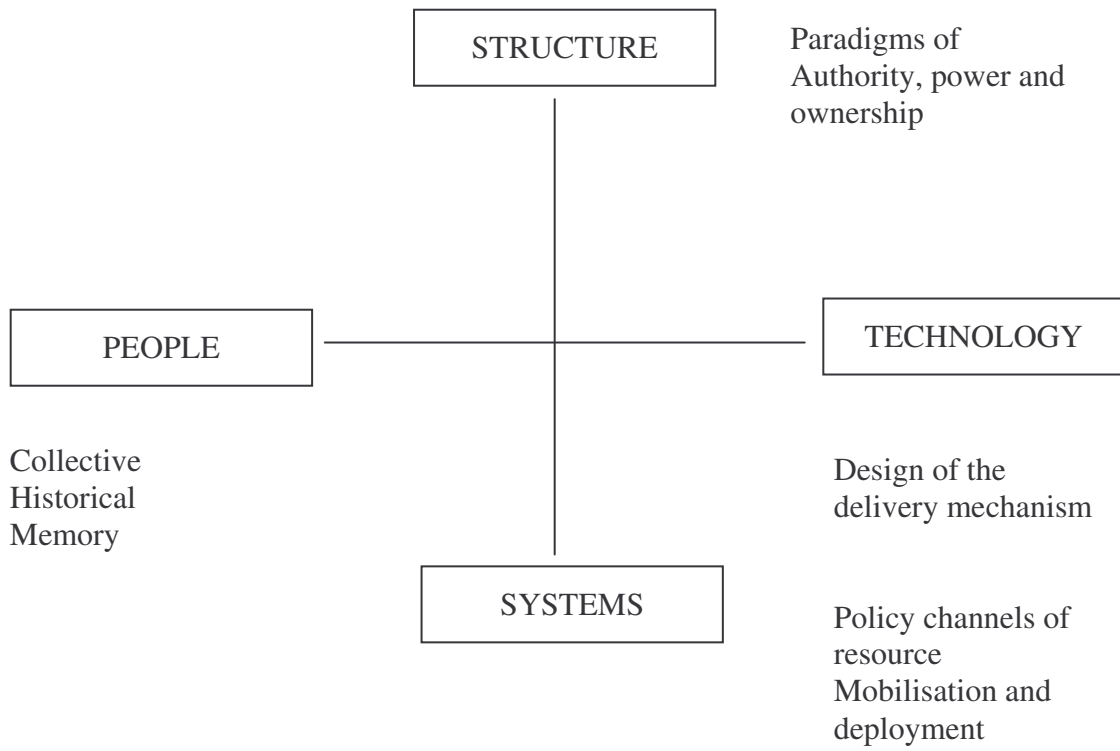 STRUCTURE
Paradigms of
Authority, power and
ownership
PEOPLE
TECHNOLOGY
Collective
Historical
Memory
Design of the
delivery mechanism
SYSTEMS
Policy channels of
resource
Mobilisation and
deployment